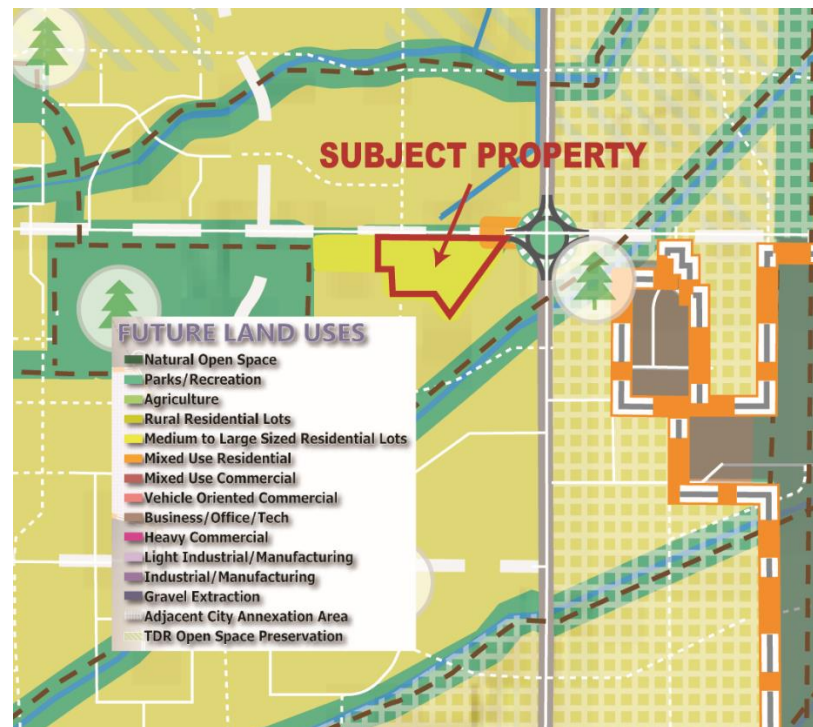 SUBJECT PROPERTY
FUTURE LAND USES
Natural Open Space
Parks/Recreation
Agriculture
Rural Residential Lots
Medium to Large Sized Residential Lots
Mixed Use Residential
Mixed Use Commercial
Vehicle Oriented Commercial
Business/Office/Tech
Heavy Commercial
Light Industrial/Manufacturing
Industrial/Manufacturing
Gravel Extraction
Adjacent City Annexation Area
TDR Open Space Preservation